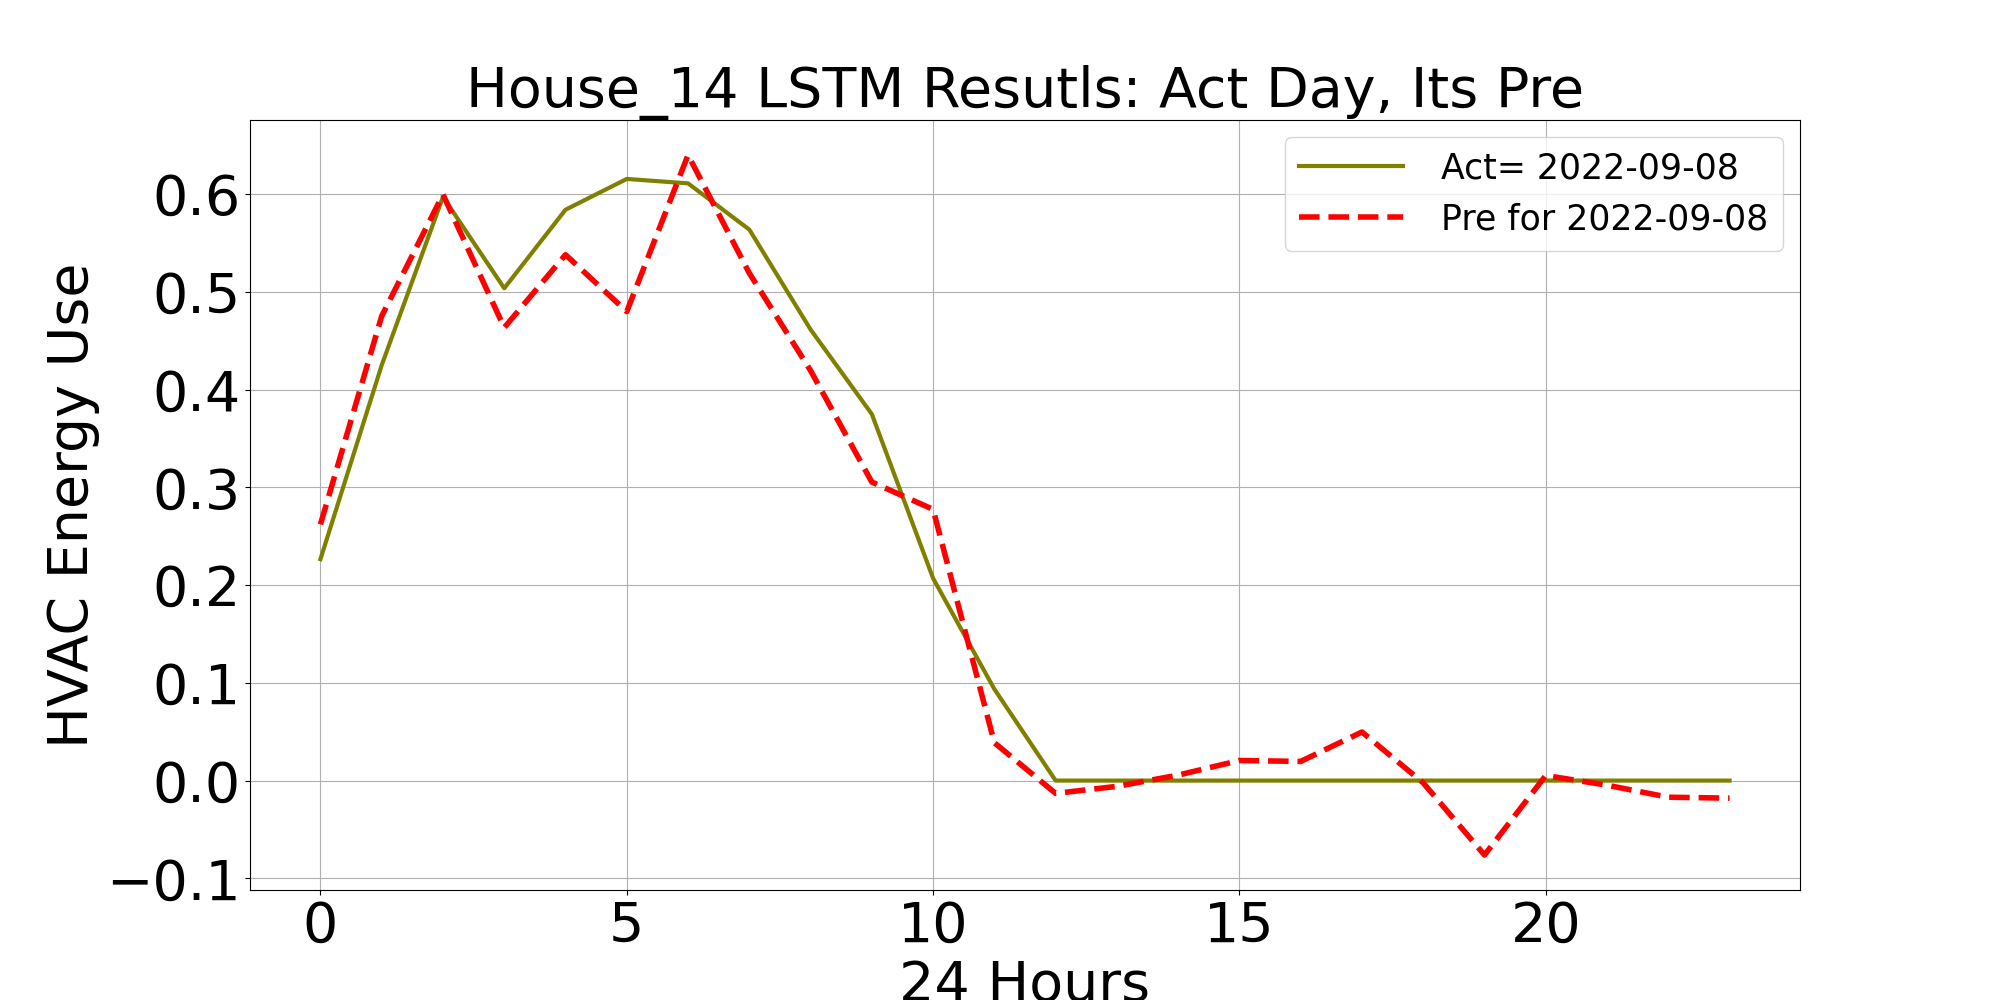 House_14 LSTM Resutls: Act Day, Its Pre
Act= 2022-09-08
Pre for 2022-09-08
HVAC Energy Use
0.6
0.5
0.4
0.3
0.2
0.1
0.0
−0.1
0 5 10 15 20
24 Hours